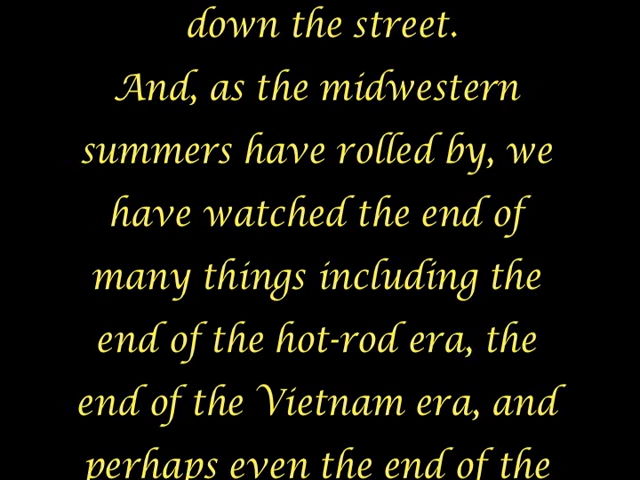 down the street.
And, as the midwestern
summers have rolled by, we
have watched the end of
many things including the
end of the hot-rod era, the
end of the Vietnam era, and
perhaps even the end of the